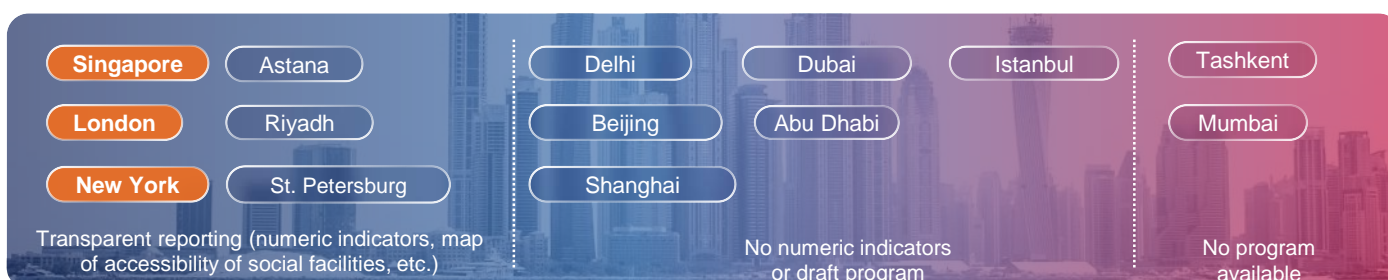 Singapore
Astana
London
Riyadh
New York
St. Petersburg
Transparent reporting (numeric indicators, map
of accessibility of social facilities, etc.)
Delhi
Dubai
Istanbul
Beijing
Abu Dhabi
Shanghai
No numeric indicators
or draft program
Tashkent
Mumbai
No program
available